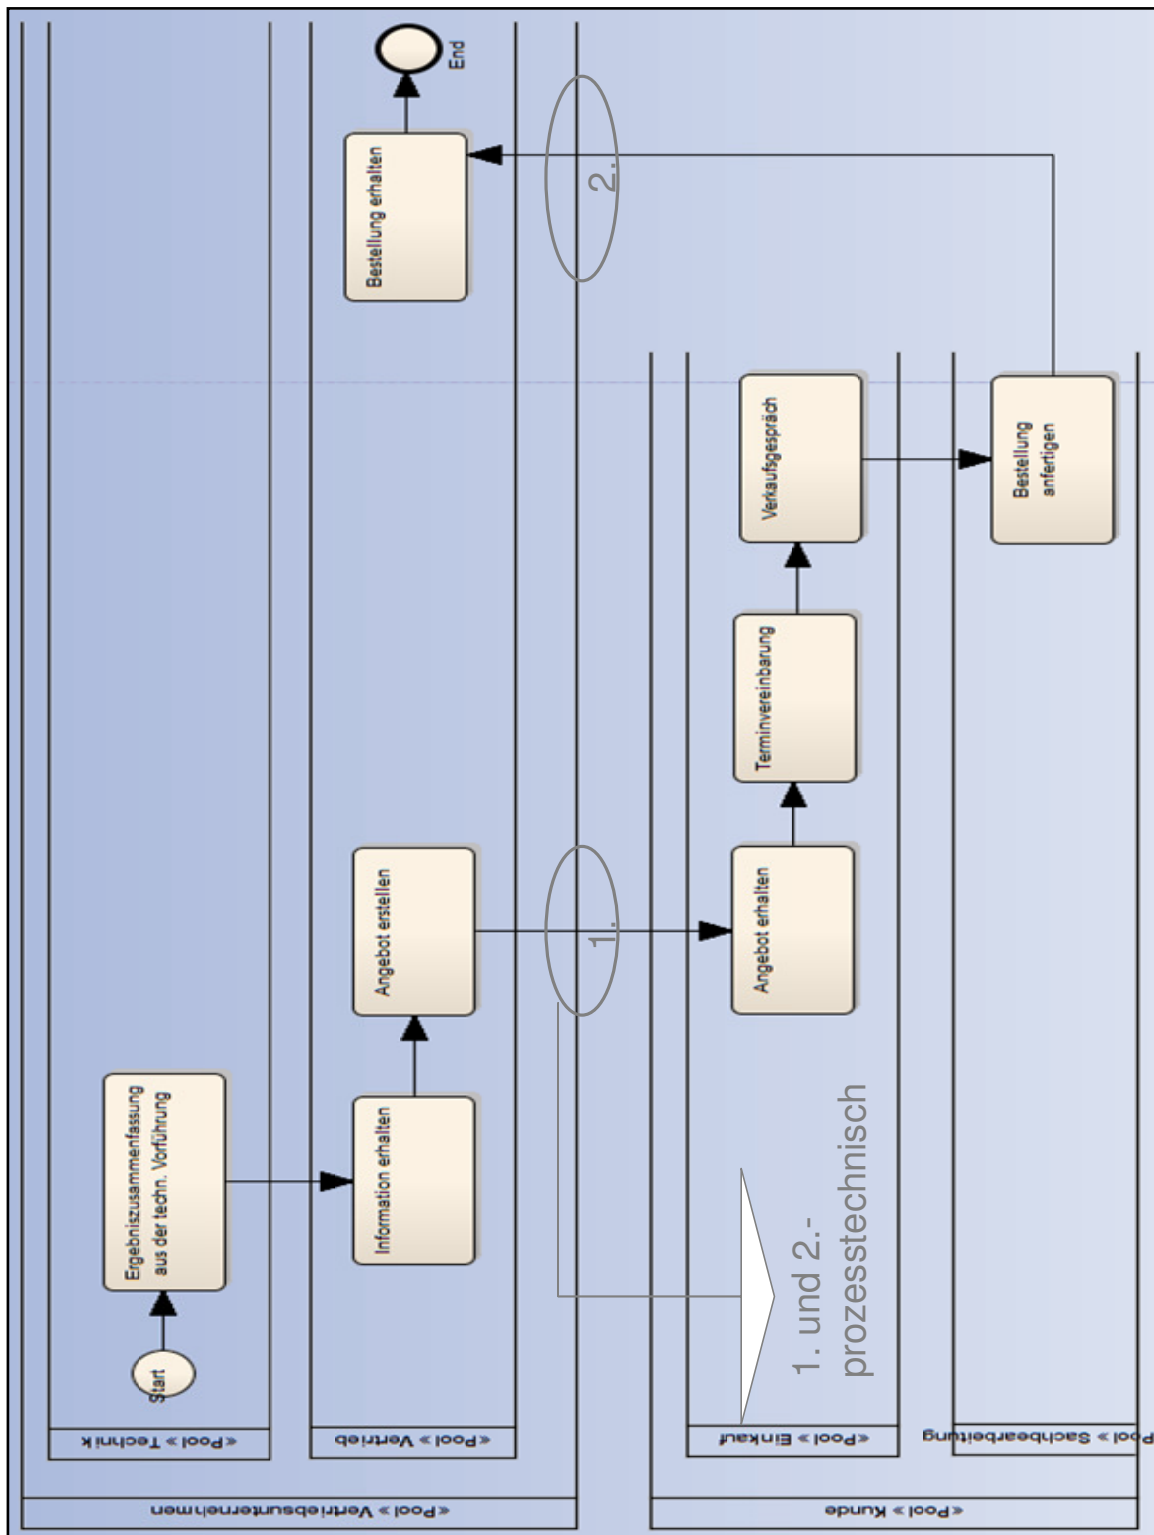 «Pool» Vertriebsunternehmen
«Pool» Technik
Start
Ergebniszusammenfassung
aus der techn. Vorführung
«Pool» Vertrieb
Information erhalten
Angebot erstellen
Bestellung erhalten
End
1.
2.
«Pool» Kunde
«Pool» Einkauf
Angebot erhalten
Terminvereinbarung
Verkaufsgespräch
1. und 2.-
prozesstechnisch
Pool» Sachbearbeitung
Bestellung
anfertigen